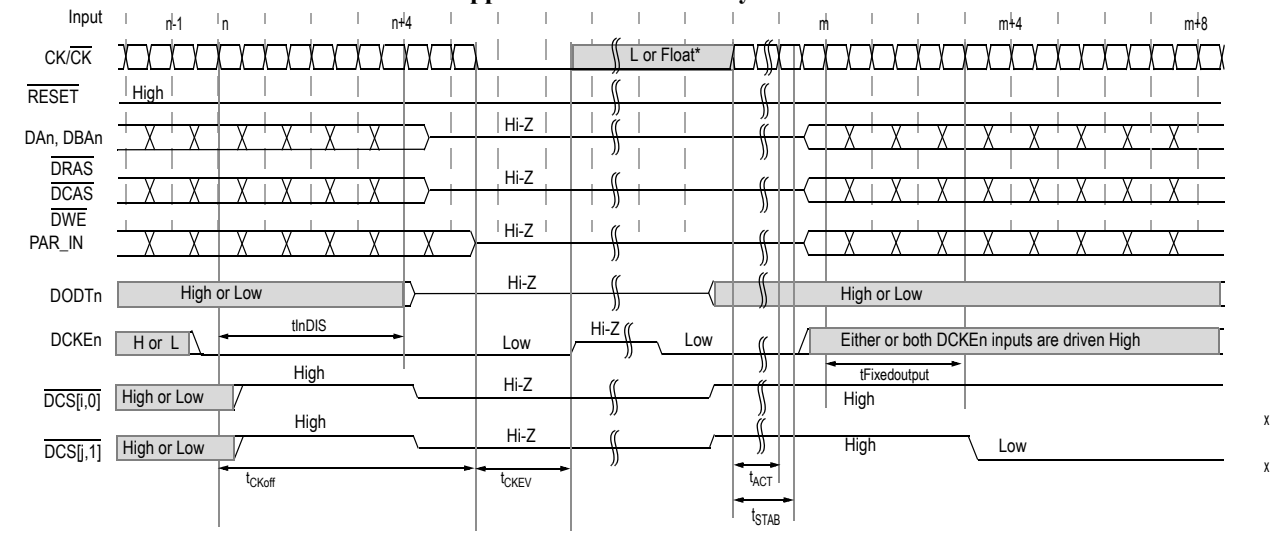 Input n-1 n n+4 m m+4 m+8
CK/CK L or Float*
RESET High
DAn, DBAn Hi-Z
DRAS
DCAS Hi-Z
DWE
PAR_IN Hi-Z
DODTn High or Low Hi-Z High or Low
tInDIS
DCKEn H or L Low Hi-Z Low Either or both DCKEn inputs are driven High
tFixedoutput
DCS[i,0] High or Low High Hi-Z High
DCS[j,1] High or Low High Hi-Z High Low
x
x
tCKoff tCKEV tACT
tSTAB